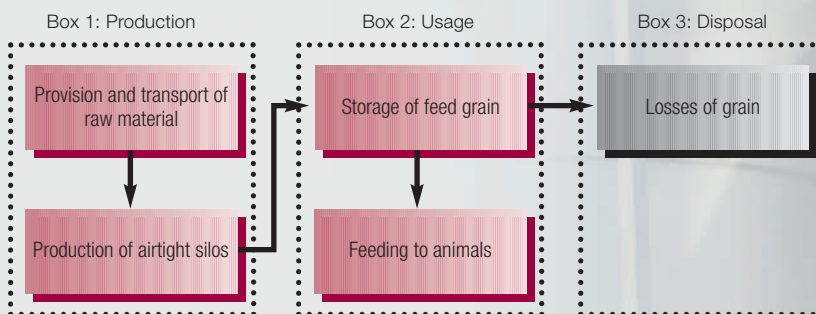 Box 1: Production
Provision and transport of
raw material
Production of airtight silos
Box 2: Usage
Storage of feed grain
Feeding to animals
Box 3: Disposal
Losses of grain